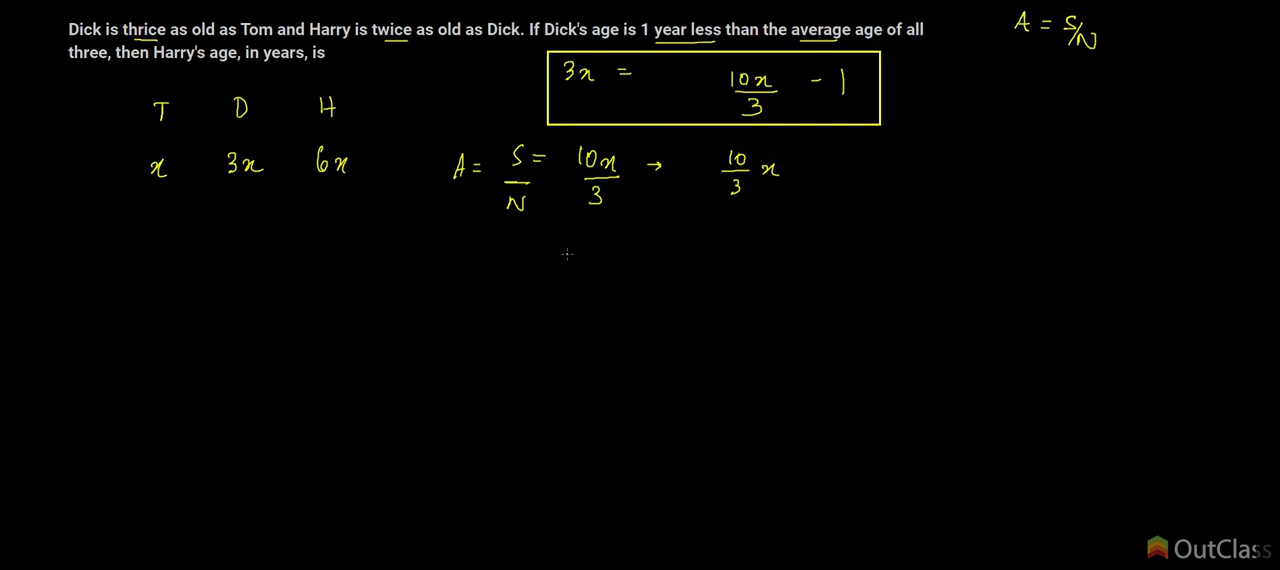 Dick is thrice as old as Tom and Harry is twice as old as Dick. If Dick's age is 1 year less than the average age of all
three, then Harry's age, in years, is
A = S/N
3x = 10x/3 - 1
T D H
x 3x 6x
A = S/N = 10x/3 → 10/3 x
OutClass